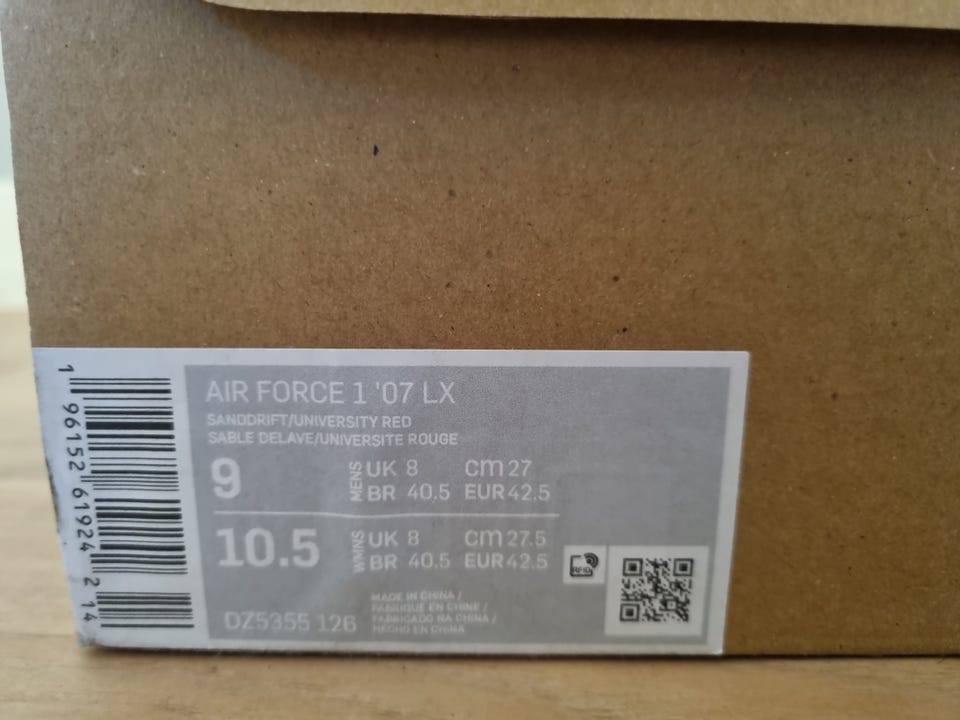 1 96152 61924 2 14
AIR FORCE 1 '07 LX
SANDDRIFT/UNIVERSITY RED
SABLE DELAVE/UNIVERSITE ROUGE
9 MENS UK 8 cm 27
BR 40.5 EUR 42.5
10.5 WMNS UK 8 cm 27.5
BR 40.5 EUR 42.5
RFID
DZ5355 126
MADE IN CHINA /
FABRIQUE EN CHINE /
FABRICADO NA CHINA /
HECHO EN CHINA